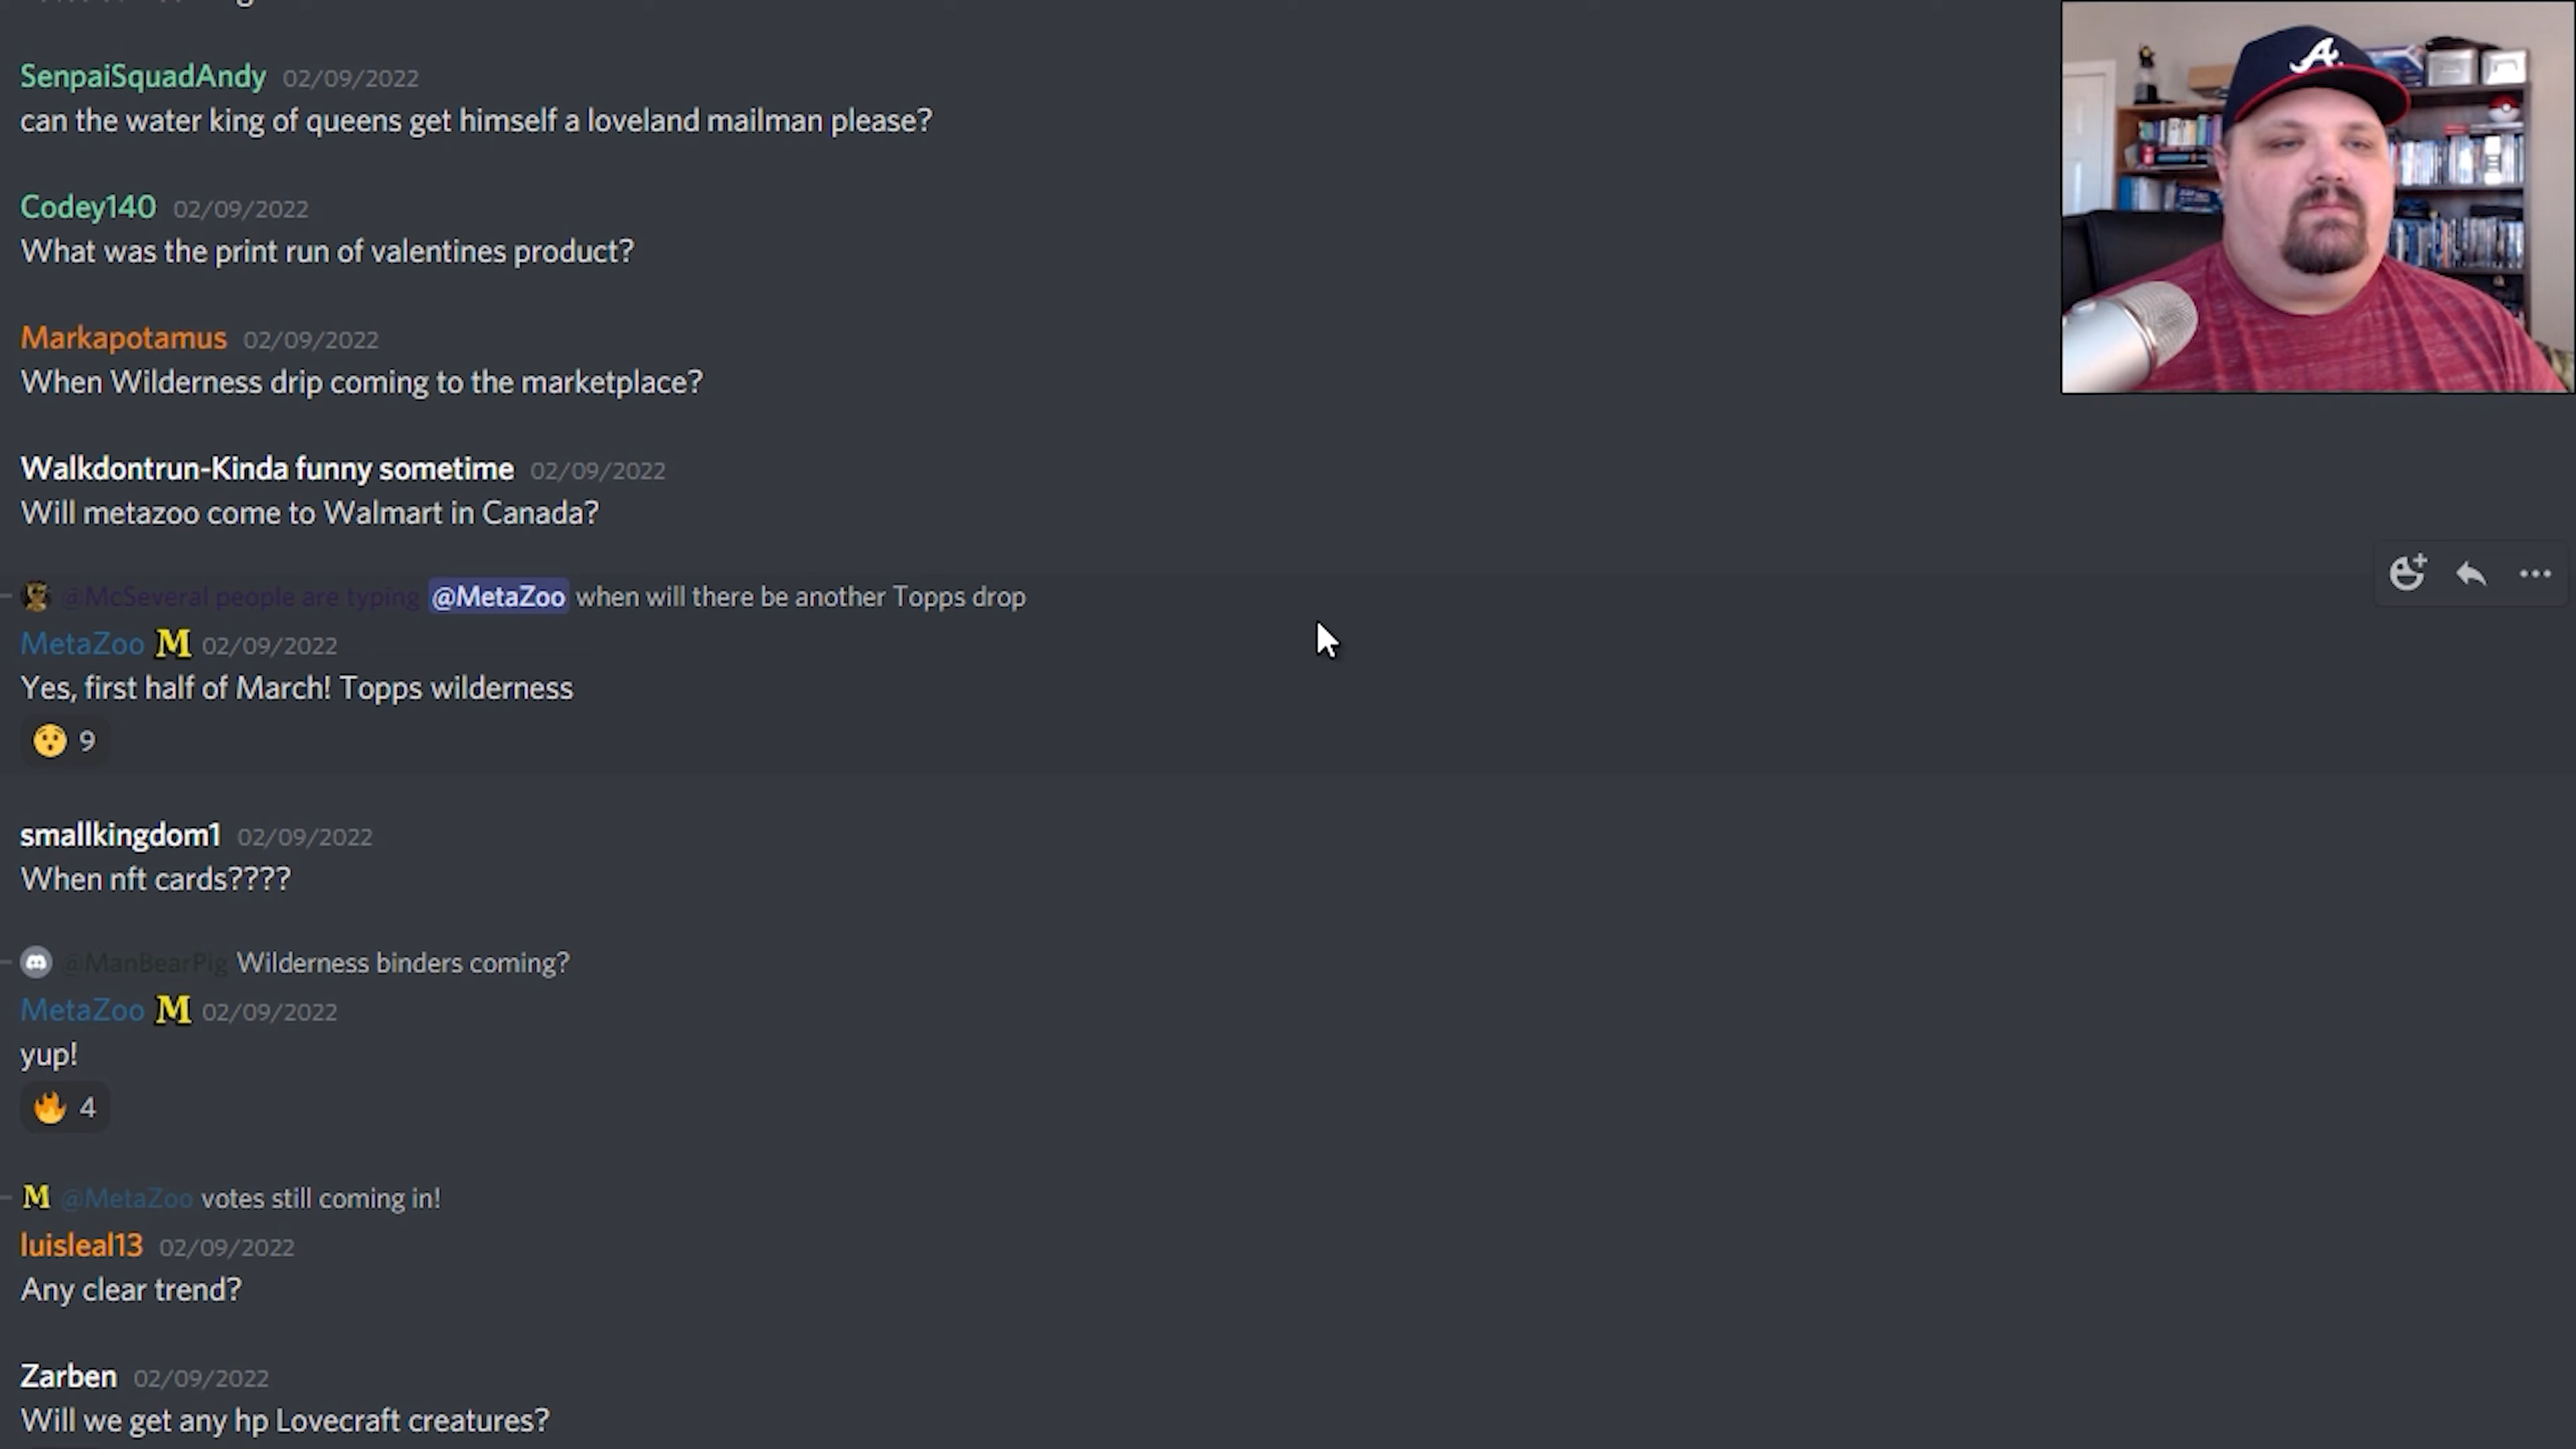 SenpaiSquadAndy 02/09/2022
can the water king of queens get himself a loveland mailman please?
Codey140 02/09/2022
What was the print run of valentines product?
Markapotamus 02/09/2022
When Wilderness drip coming to the marketplace?
Walkdontrun-Kinda funny sometime 02/09/2022
Will metazoo come to Walmart in Canada?
@McSeveral people are typing @MetaZoo when will there be another Topps drop
MetaZoo M 02/09/2022
Yes, first half of March! Topps wilderness
9
smallkingdom1 02/09/2022
When nft cards????
@ManBearPig Wilderness binders coming?
MetaZoo M 02/09/2022
yup!
4
M @MetaZoo votes still coming in!
luisleal13 02/09/2022
Any clear trend?
Zarben 02/09/2022
Will we get any hp Lovecraft creatures?
A